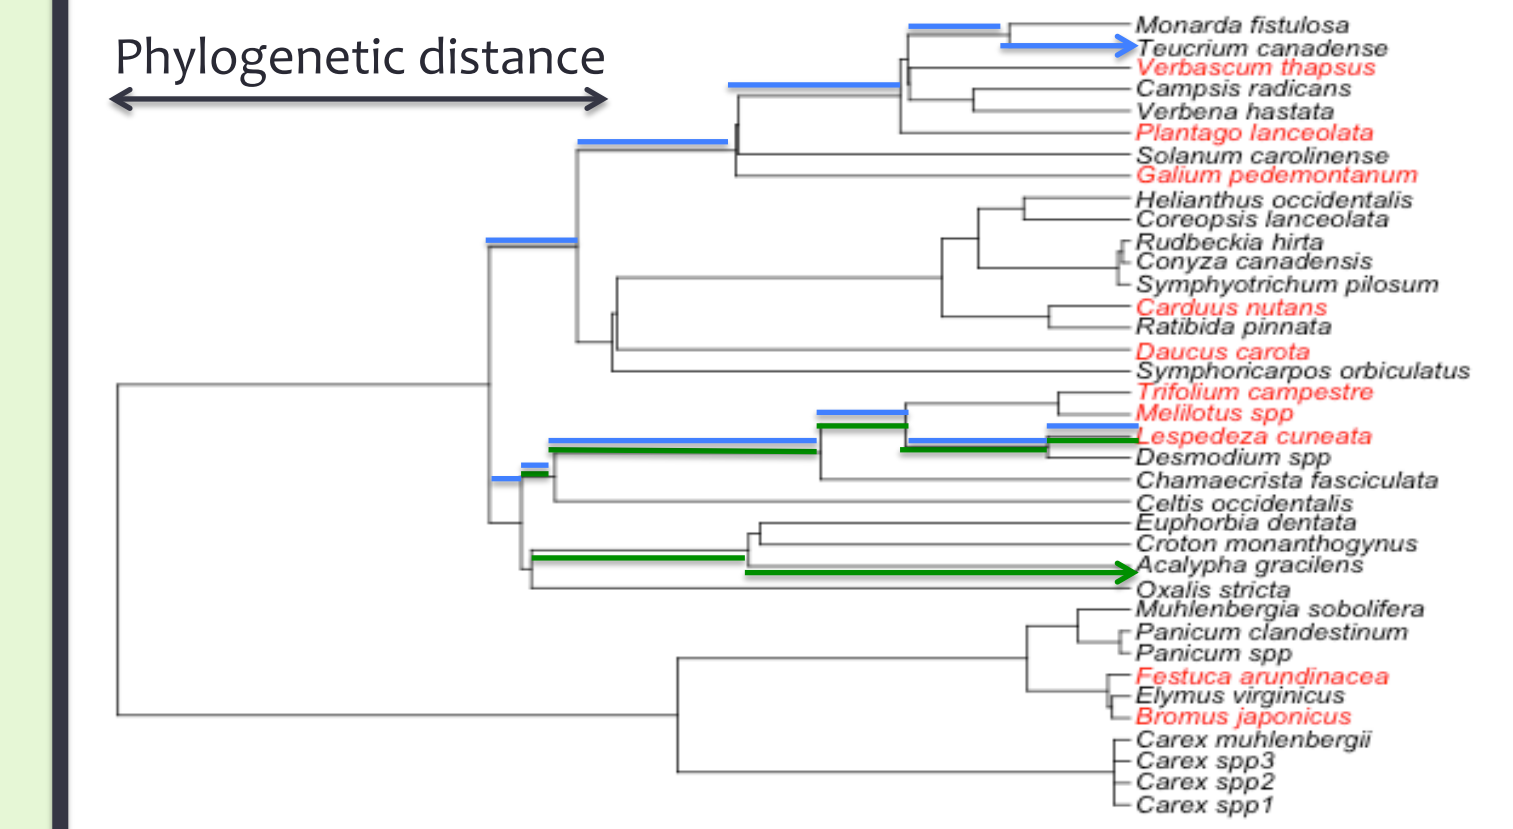 Phylogenetic distance
Monarda fistulosa
Teucrium canadense
Verbascum thapsus
Campsis radicans
Verbena hastata
Plantago lanceolata
Solanum carolinense
Galium pedemontanum
Helianthus occidentalis
Coreopsis lanceolata
Rudbeckia hirta
Conyza canadensis
Symphyotrichum pilosum
Carduus nutans
Ratibida pinnata
Daucus carota
Symphoricarpos orbiculatus
Trifolium campestre
Melilotus spp
Lespedeza cuneata
Desmodium spp
Chamaecrista fasciculata
Celtis occidentalis
Euphorbia dentata
Croton monanthogynus
Acalypha gracilens
Oxalis stricta
Muhlenbergia sobolifera
Panicum clandestinum
Panicum spp
Festuca arundinacea
Elymus virginicus
Bromus japonicus
Carex muhlenbergii
Carex spp3
Carex spp2
Carex spp1